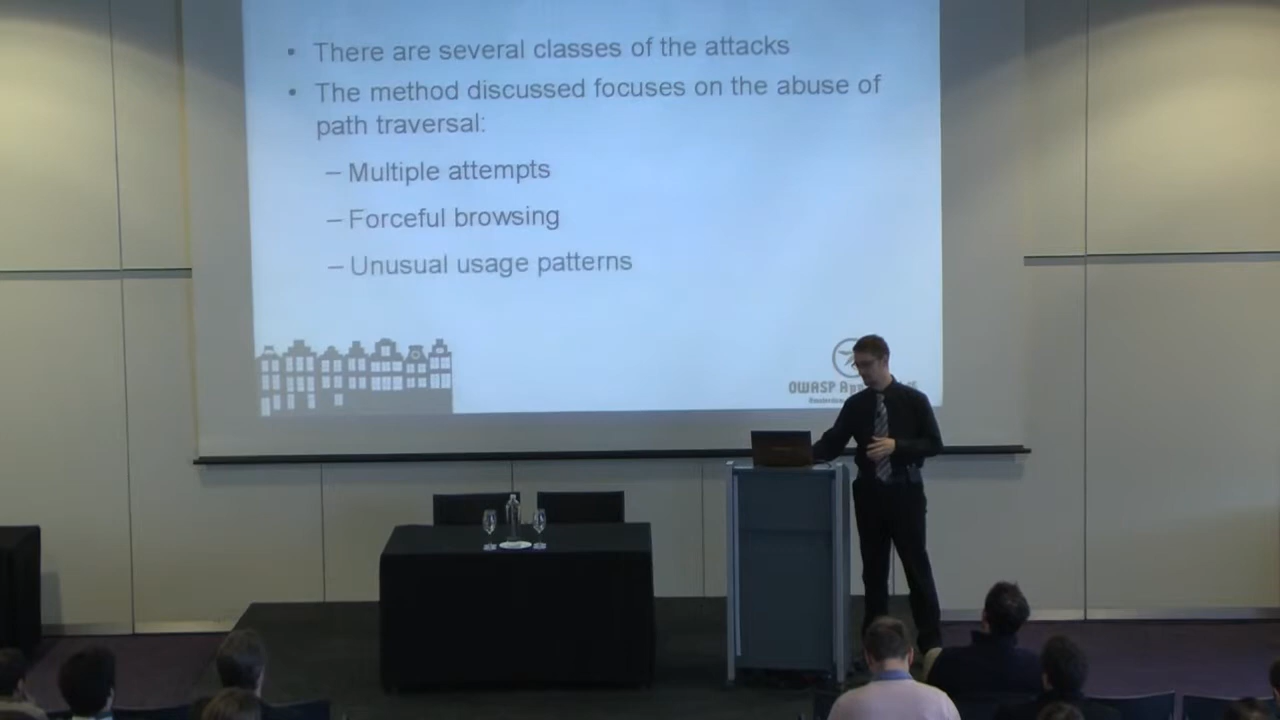 • There are several classes of the attacks
• The method discussed focuses on the abuse of
path traversal:
– Multiple attempts
– Forceful browsing
– Unusual usage patterns
OWASP